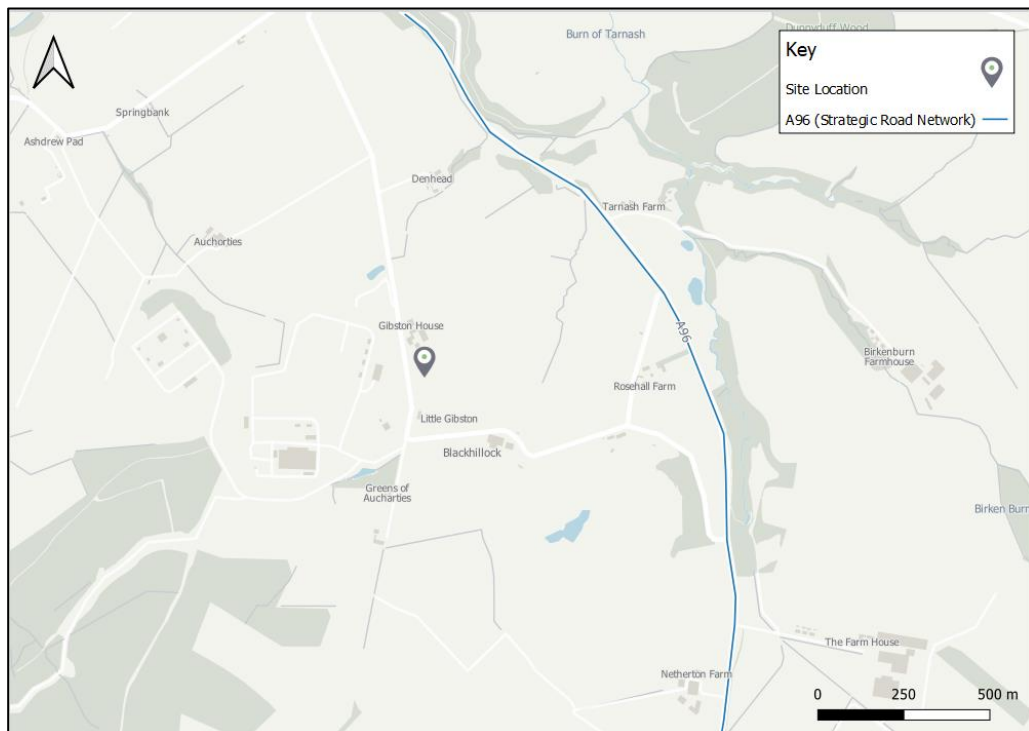 Burn of Tarnash
Dunnyduff Wood
Key
Site Location
A96 (Strategic Road Network)
Springbank
Ashdrew Pad
Denhead
Tarnash Farm
Auchorties
Gibston House
A96
Birkenburn
Farmhouse
Rosehall Farm
Little Gibston
Blackhillock
Greens of
Aucharties
Birken Burn
The Farm House
Netherton Farm
0 250 500 m